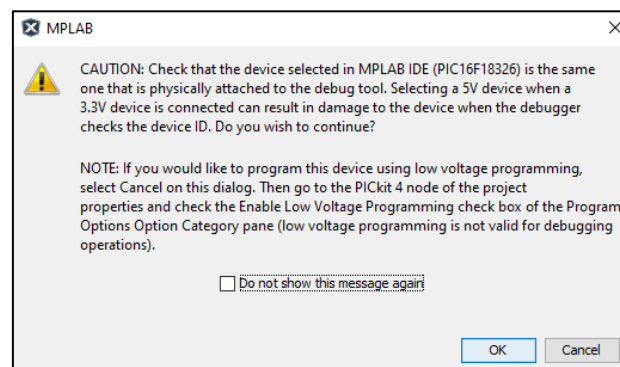 MPLAB
CAUTION: Check that the device selected in MPLAB IDE (PIC16F18326) is the same
one that is physically attached to the debug tool. Selecting a 5V device when a
3.3V device is connected can result in damage to the device when the debugger
checks the device ID. Do you wish to continue?
NOTE: If you would like to program this device using low voltage programming,
select Cancel on this dialog. Then go to the PICkit 4 node of the project
properties and check the Enable Low Voltage Programming check box of the Program
Options Option Category pane (low voltage programming is not valid for debugging
operations).
Do not show this message again
OK Cancel